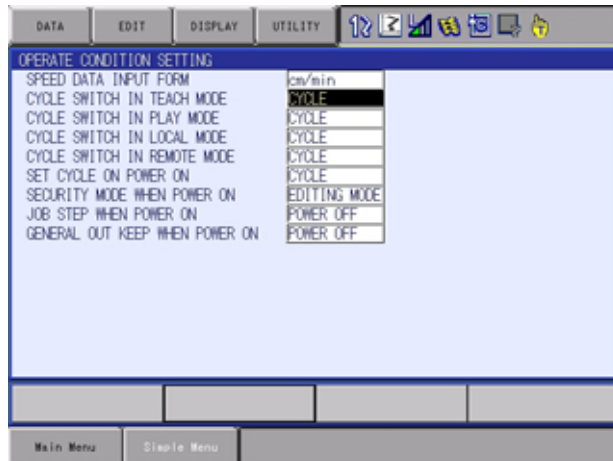 DATA EDIT DISPLAY UTILITY
OPERATE CONDITION SETTING
SPEED DATA INPUT FORM cm/min
CYCLE SWITCH IN TEACH MODE CYCLE
CYCLE SWITCH IN PLAY MODE CYCLE
CYCLE SWITCH IN LOCAL MODE CYCLE
CYCLE SWITCH IN REMOTE MODE CYCLE
SET CYCLE ON POWER ON CYCLE
SECURITY MODE WHEN POWER ON EDITING MODE
JOB STEP WHEN POWER ON POWER OFF
GENERAL OUT KEEP WHEN POWER ON POWER OFF
Main Menu Simple Menu